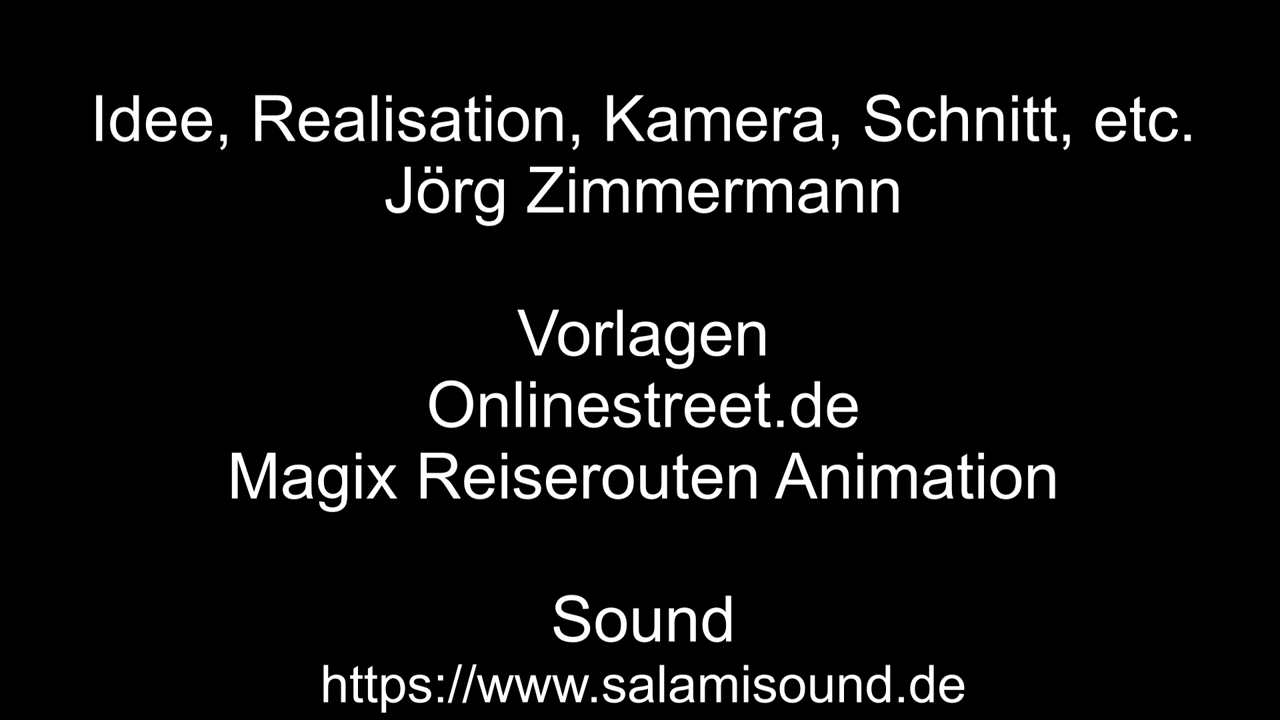 Idee, Realisation, Kamera, Schnitt, etc.
Jörg Zimmermann
Vorlagen
Onlinestreet.de
Magix Reiserouten Animation
Sound
https://www.salamisound.de